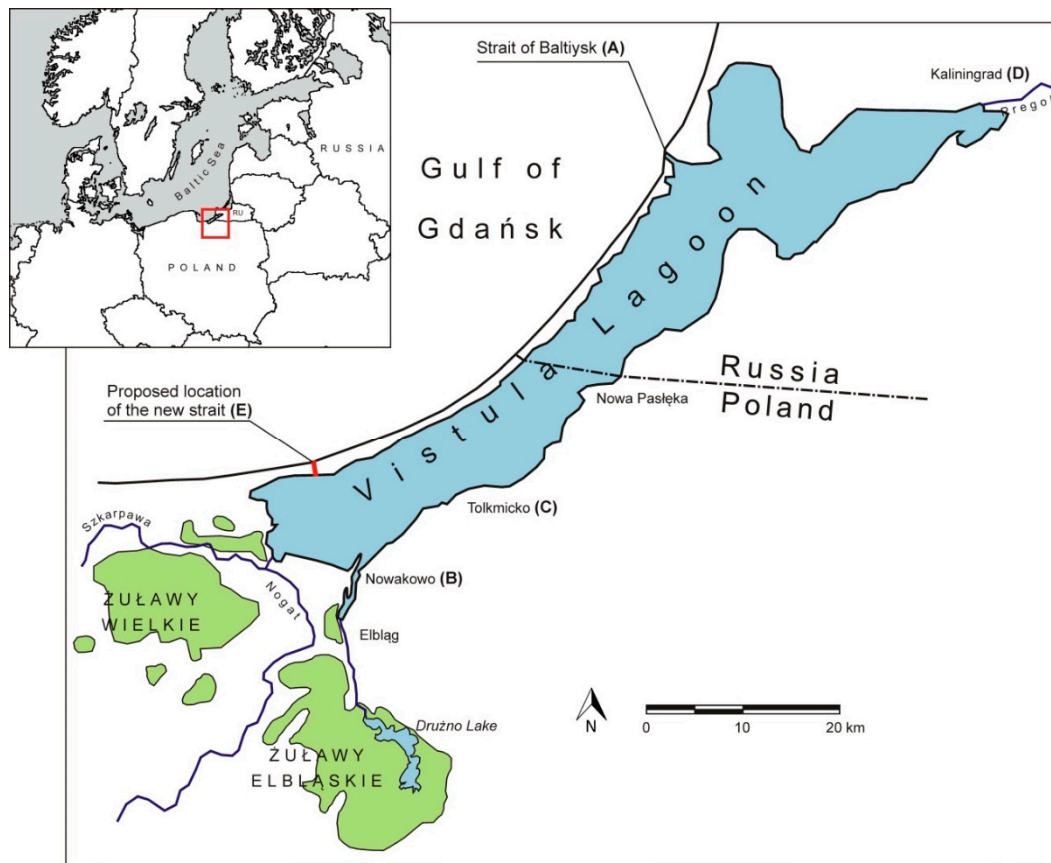 RUSSIA
Baltic Sea
RU
POLAND
Strait of Baltiysk (A)
Kaliningrad (D)
Pregoł
Gulf of
Gdańsk
Vistula Lagoon
Russia
Poland
Nowa Pasłęka
Proposed location
of the new strait (E)
Tolkmicko (C)
Szkarpawa
Nogat
Nowakowo (B)
ŻUŁAWY
WIELKIE
Elbląg
Drużno Lake
ŻUŁAWY
ELBLĄSKIE
N
0 10 20 km